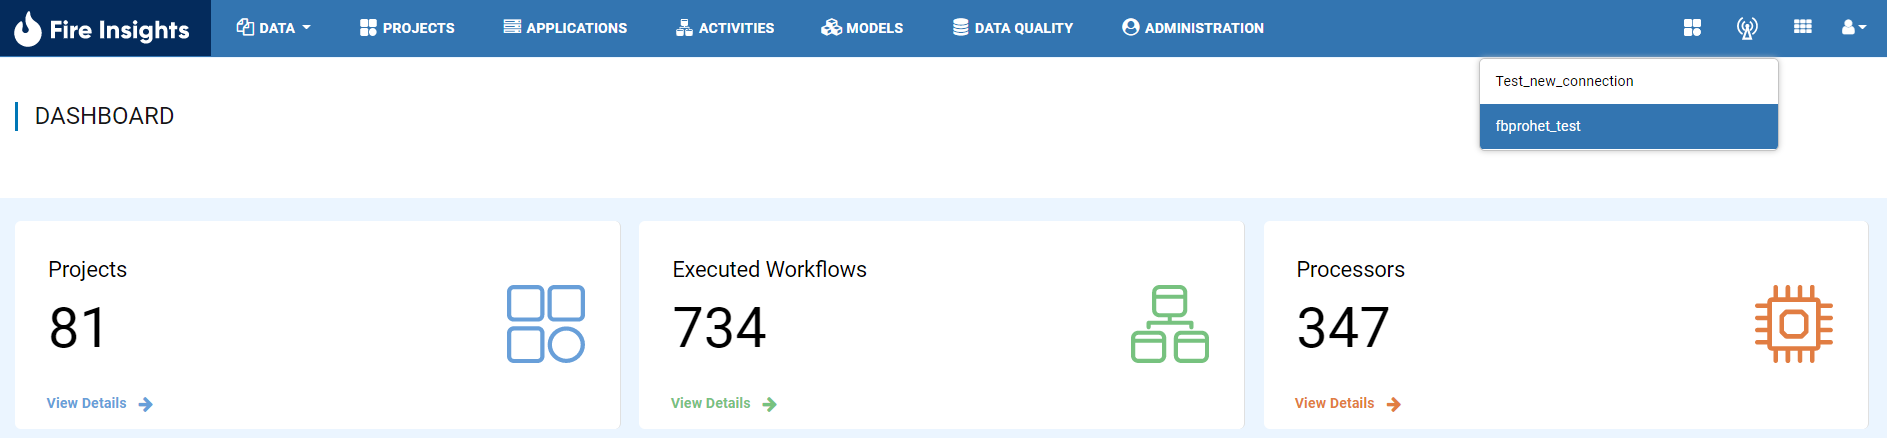 Fire Insights
DATA PROJECTS APPLICATIONS ACTIVITIES MODELS DATA QUALITY ADMINISTRATION
Test_new_connection
fbprohet_test
DASHBOARD
Projects
81
View Details
Executed Workflows
734
View Details
Processors
347
View Details